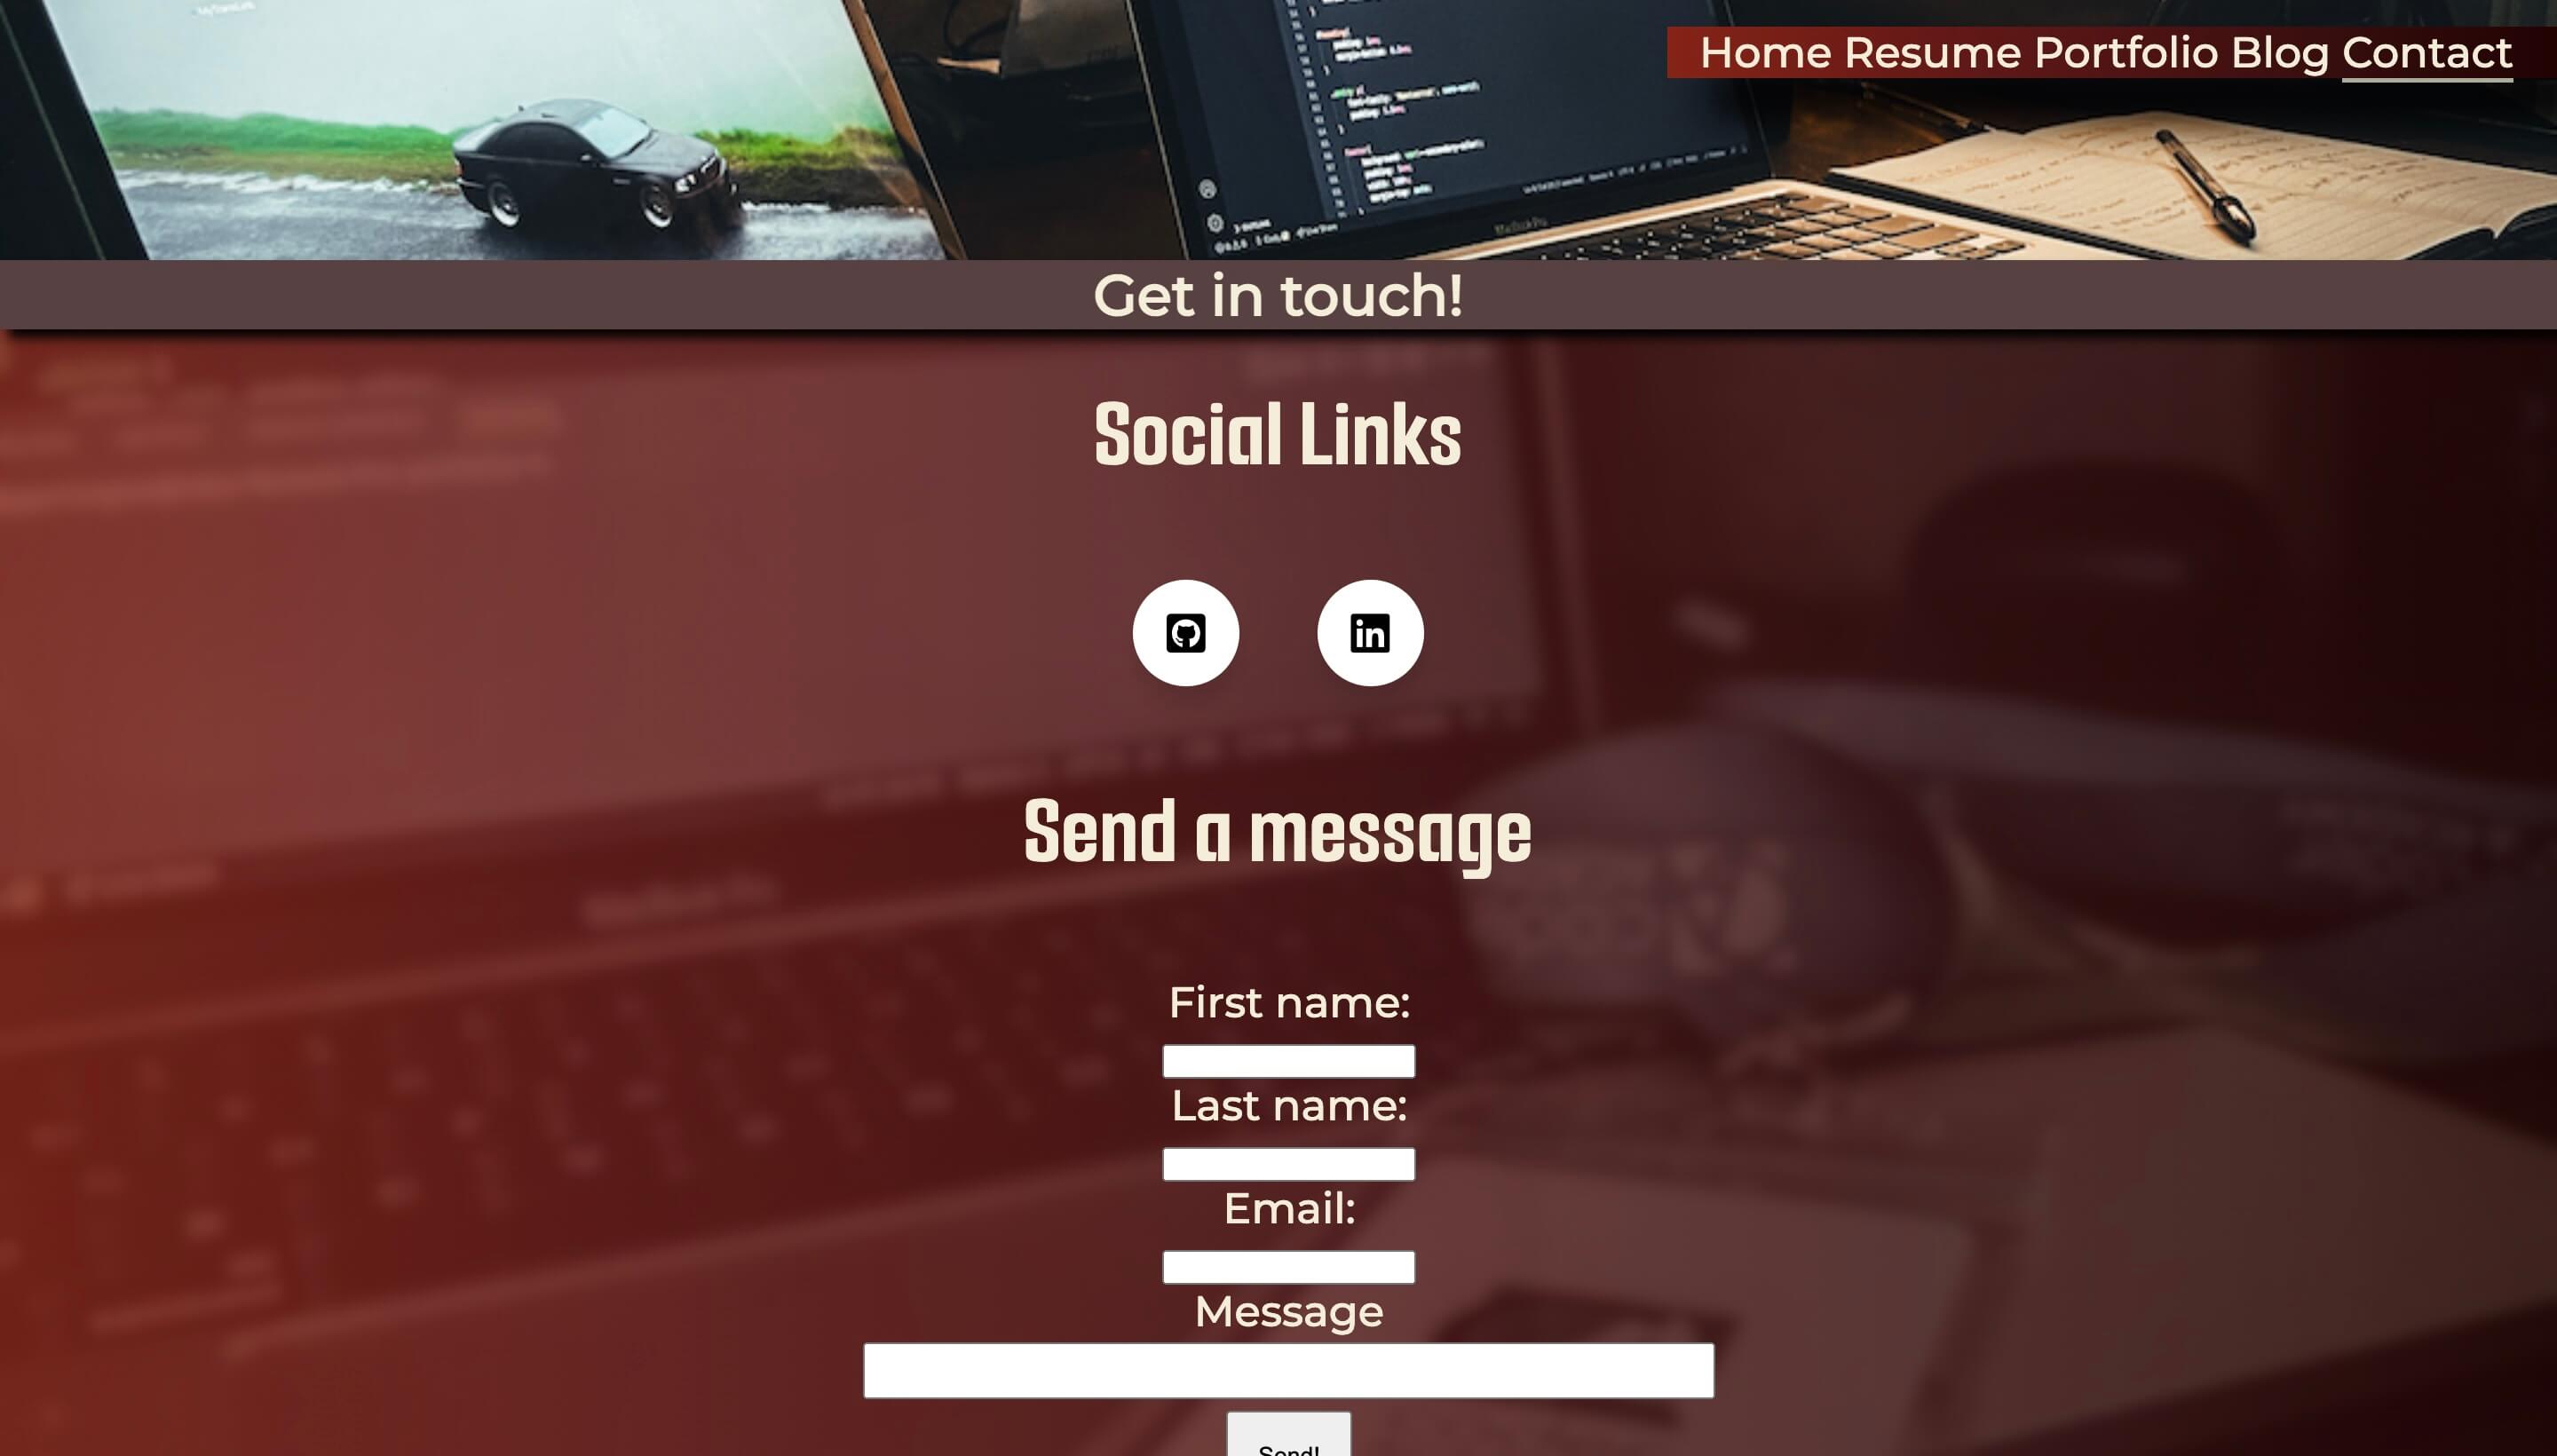 Home Resume Portfolio Blog Contact
Get in touch!
Social Links
in
Send a message
First name:
Last name:
Email:
Message
Send!